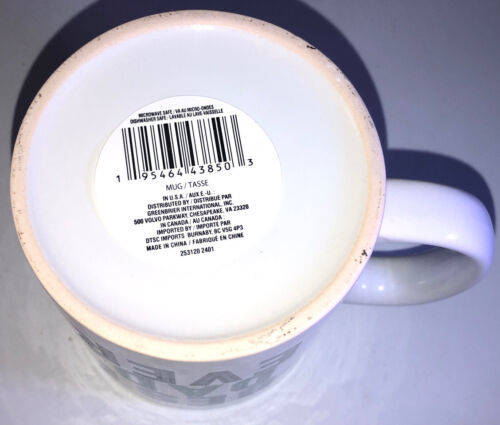 MICROWAVE SAFE / VA AU MICRO-ONDES
DISHWASHER SAFE / LAVABLE AU LAVE VAISSELLE
1 95464 43850 3
MUG / TASSE
IN U.S.A. / AUX E.-U.
DISTRIBUTED BY / DISTRIBUÉ PAR
GREENBRIER INTERNATIONAL, INC.
500 VOLVO PARKWAY, CHESAPEAKE, VA 23320
IN CANADA / AU CANADA
IMPORTED BY / IMPORTE PAR
DTSC IMPORTS BURNABY, BC V5G 4P3
MADE IN CHINA / FABRIQUÉ EN CHINE
253120 2401